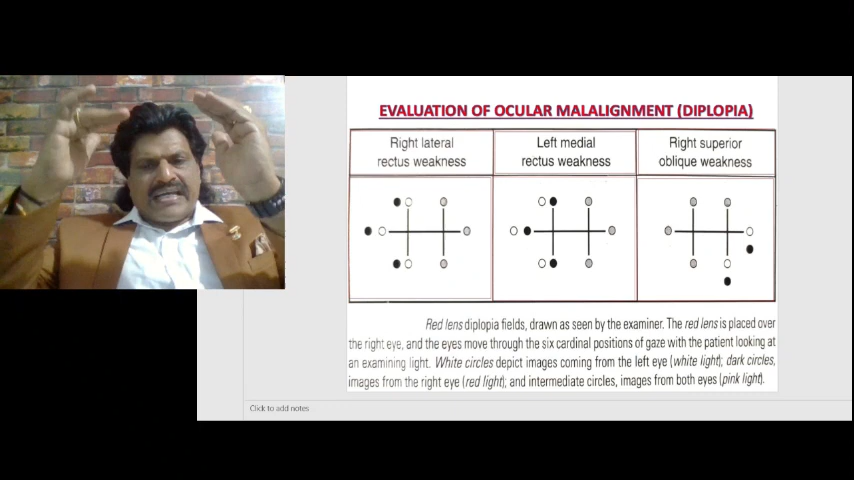 EVALUATION OF OCULAR MALALIGNMENT (DIPLOPIA)
Right lateral
rectus weakness
Left medial
rectus weakness
Right superior
oblique weakness
Red lens diplopia fields, drawn as seen by the examiner. The red lens is placed over
the right eye, and the eyes move through the six cardinal positions of gaze with the patient looking at
an examining light. White circles depict images coming from the left eye (white light); dark circles,
images from the right eye (red light); and intermediate circles, images from both eyes (pink light).
Click to add notes